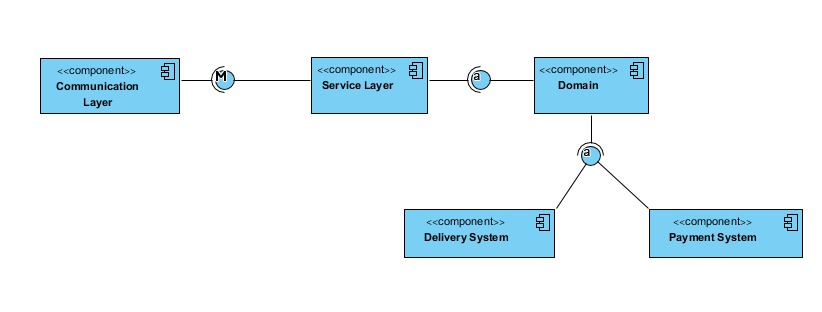 <<component>>
Communication
Layer
M
<<component>>
Service Layer
a
<<component>>
Domain
a
<<component>>
Delivery System
<<component>>
Payment System